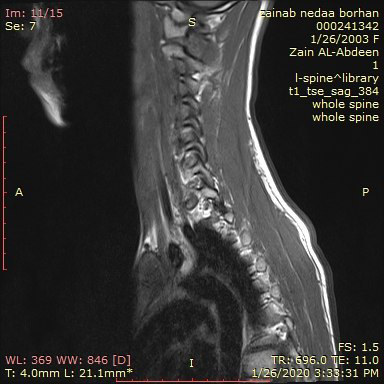 Im: 11/15
Se: 7
S
zainab nedaa borhan
000241342
1/26/2003 F
Zain AL-Abdeen
1
l-spine^library
t1_tse_sag_384
whole spine
whole spine
A
P
WL: 369 WW: 846 [D]
T: 4.0mm L: 21.1mm*
I
FS: 1.5
TR: 696.0 TE: 11.0
1/26/2020 3:33:31 PM